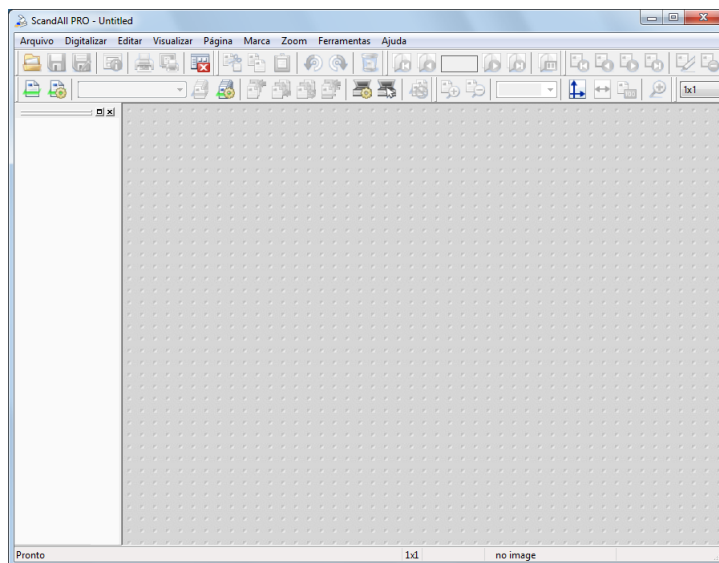 ScandAll PRO - Untitled
Arquivo Digitalizar Editar Visualizar Página Marca Zoom Ferramentas Ajuda
1x1
Pronto 1x1 no image